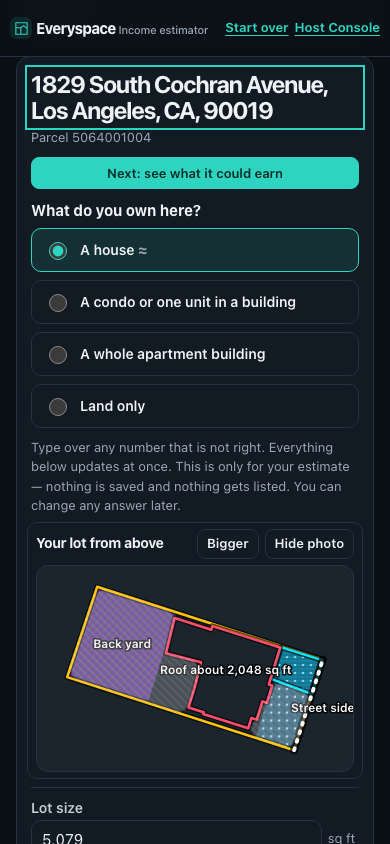 Everyspace Income estimator
Start over Host Console
1829 South Cochran Avenue,
Los Angeles, CA, 90019
Parcel 5064001004
Next: see what it could earn
What do you own here?
A house ≈
A condo or one unit in a building
A whole apartment building
Land only
Type over any number that is not right. Everything
below updates at once. This is only for your estimate
— nothing is saved and nothing gets listed. You can
change any answer later.
Your lot from above
Bigger
Hide photo
Back yard
Roof about 2,048 sq ft
Street side
Lot size
5,079
sq ft